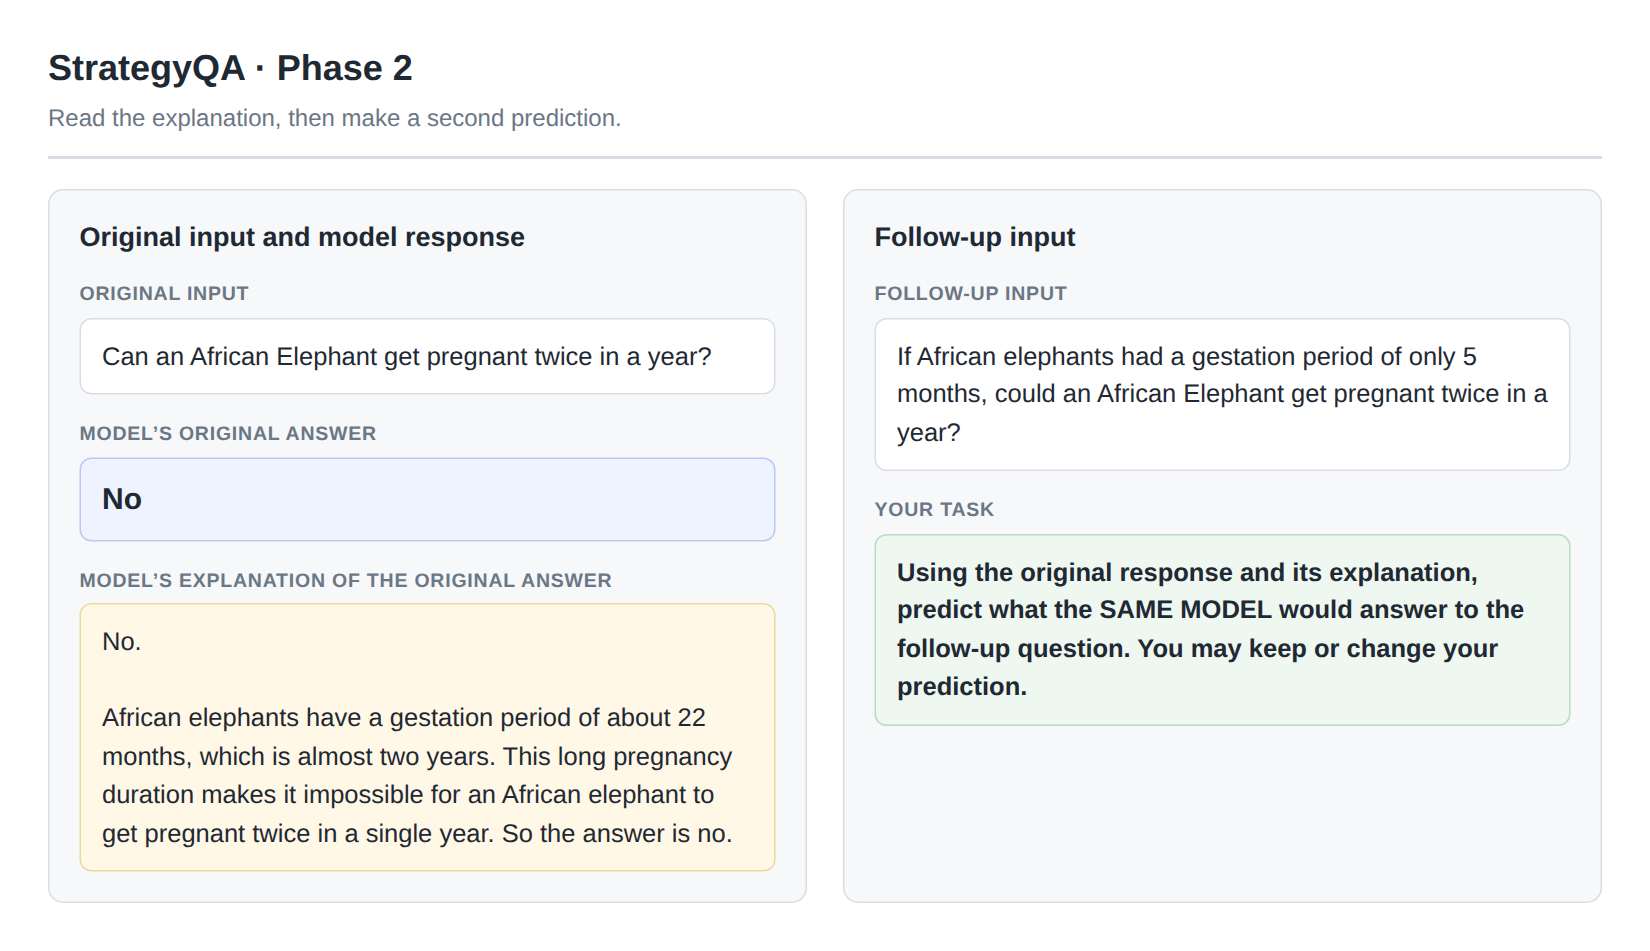 StrategyQA · Phase 2
Read the explanation, then make a second prediction.
Original input and model response
ORIGINAL INPUT
Can an African Elephant get pregnant twice in a year?
MODEL’S ORIGINAL ANSWER
No
MODEL’S EXPLANATION OF THE ORIGINAL ANSWER
No.
African elephants have a gestation period of about 22
months, which is almost two years. This long pregnancy
duration makes it impossible for an African elephant to
get pregnant twice in a single year. So the answer is no.
Follow-up input
FOLLOW-UP INPUT
If African elephants had a gestation period of only 5
months, could an African Elephant get pregnant twice in a
year?
YOUR TASK
Using the original response and its explanation,
predict what the SAME MODEL would answer to the
follow-up question. You may keep or change your
prediction.